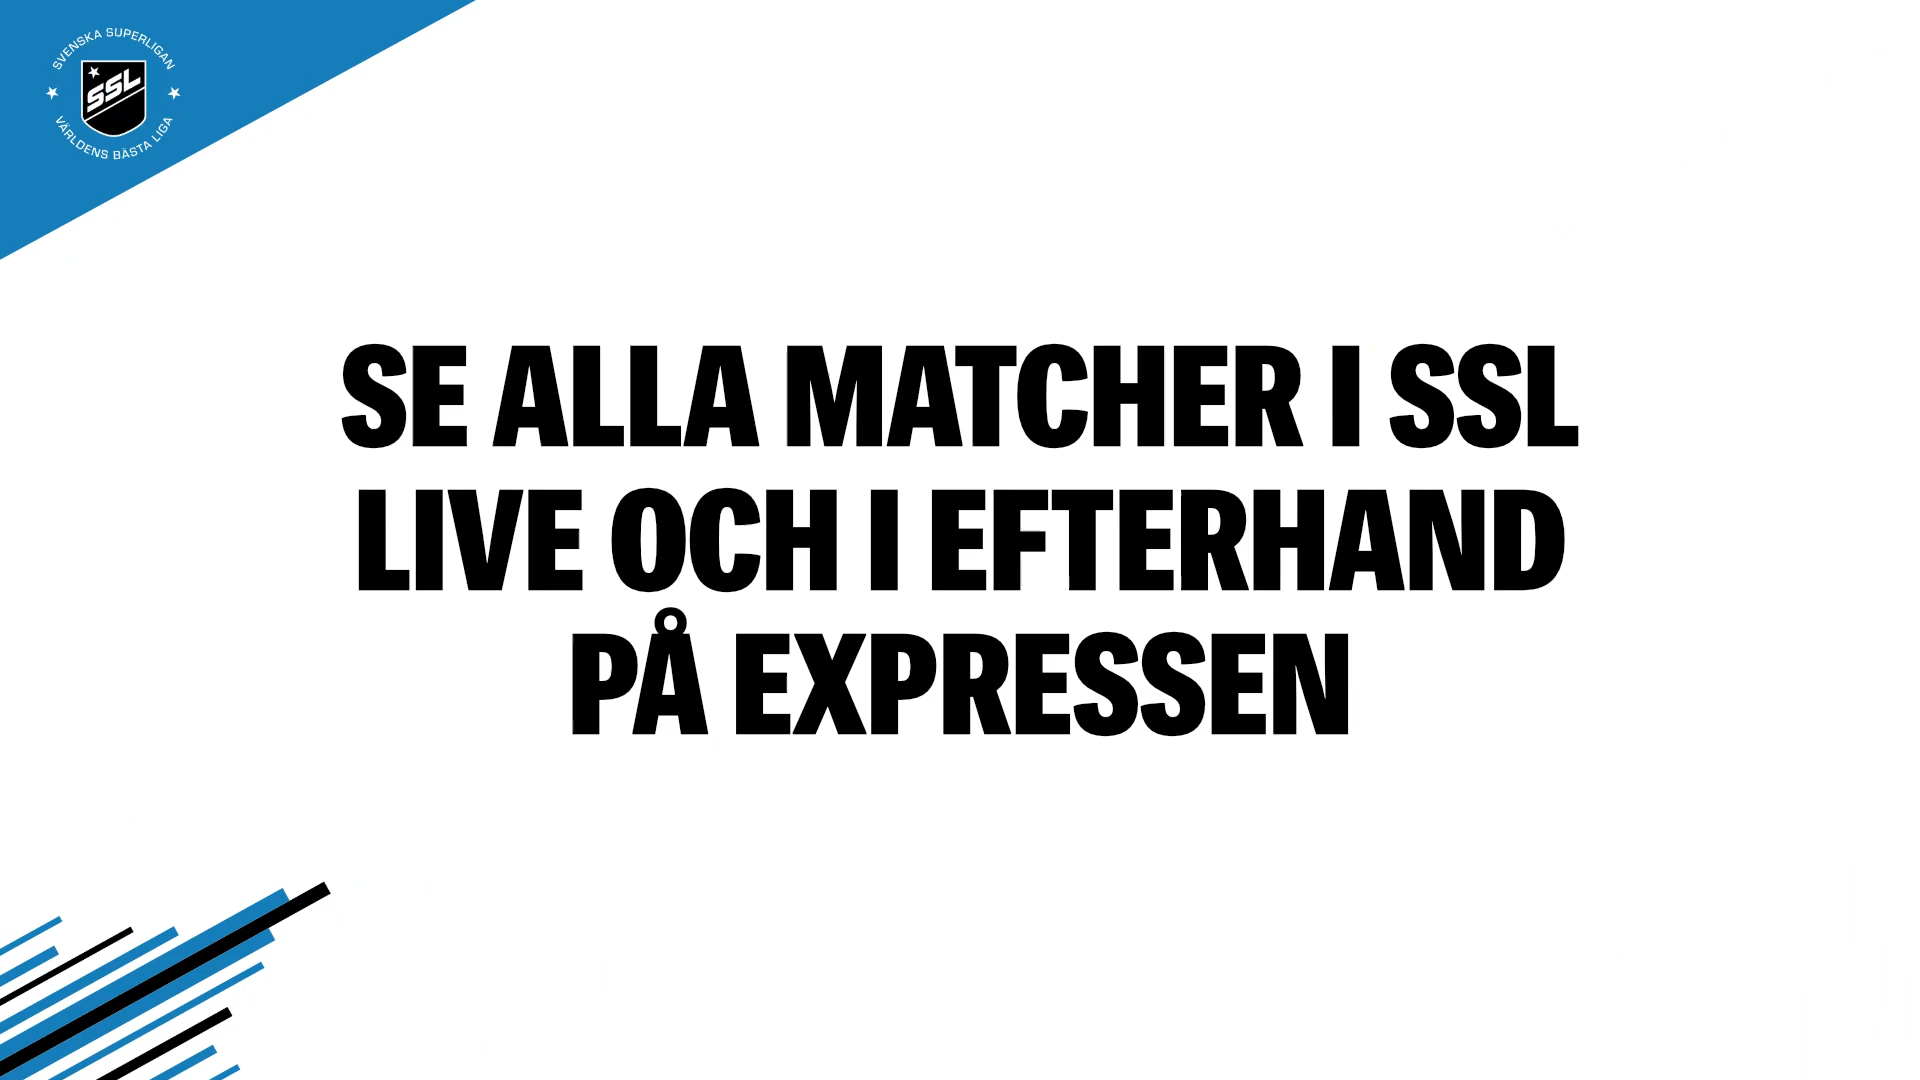 SVENSKA SUPERLIGAN
SSL
VÄRLDENS BÄSTA LIGA
SE ALLA MATCHER I SSL
LIVE OCH I EFTERHAND
PÅ EXPRESSEN